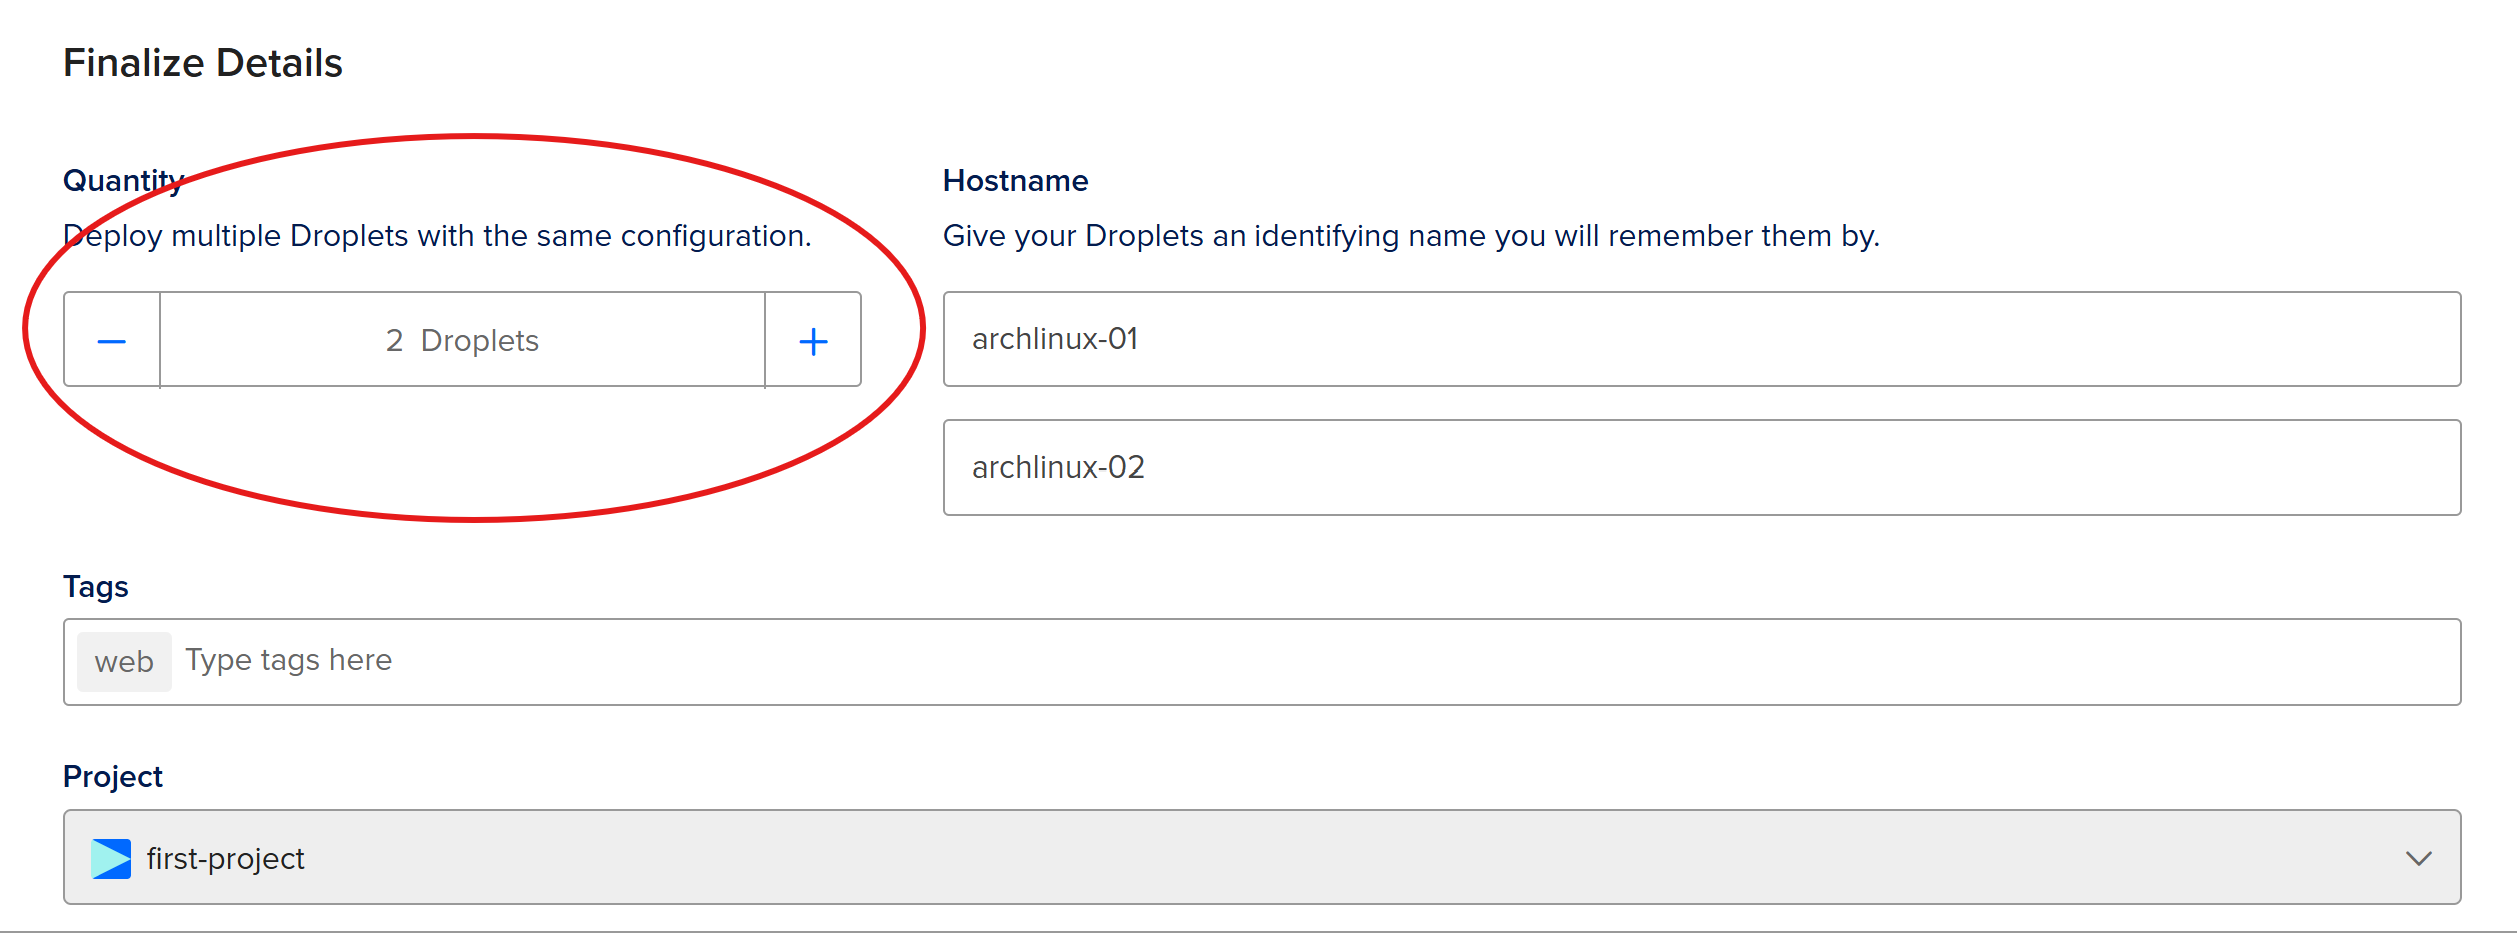 Finalize Details
Quantity
Deploy multiple Droplets with the same configuration.
2 Droplets
Hostname
Give your Droplets an identifying name you will remember them by.
archlinux-01
archlinux-02
Tags
web Type tags here
Project
first-project